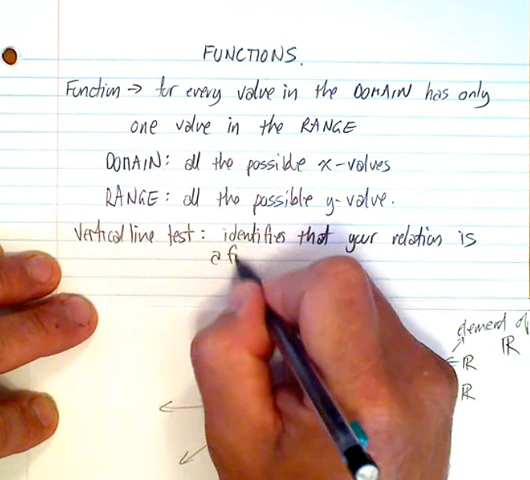 FUNCTIONS.
Function → for every value in the DOMAIN has only
one value in the RANGE
DOMAIN: all the possible x-values
RANGE: all the possible y-value.
Vertical line test: identifies that your relation is
a f
element of
ℝ
ℝ
ℝ